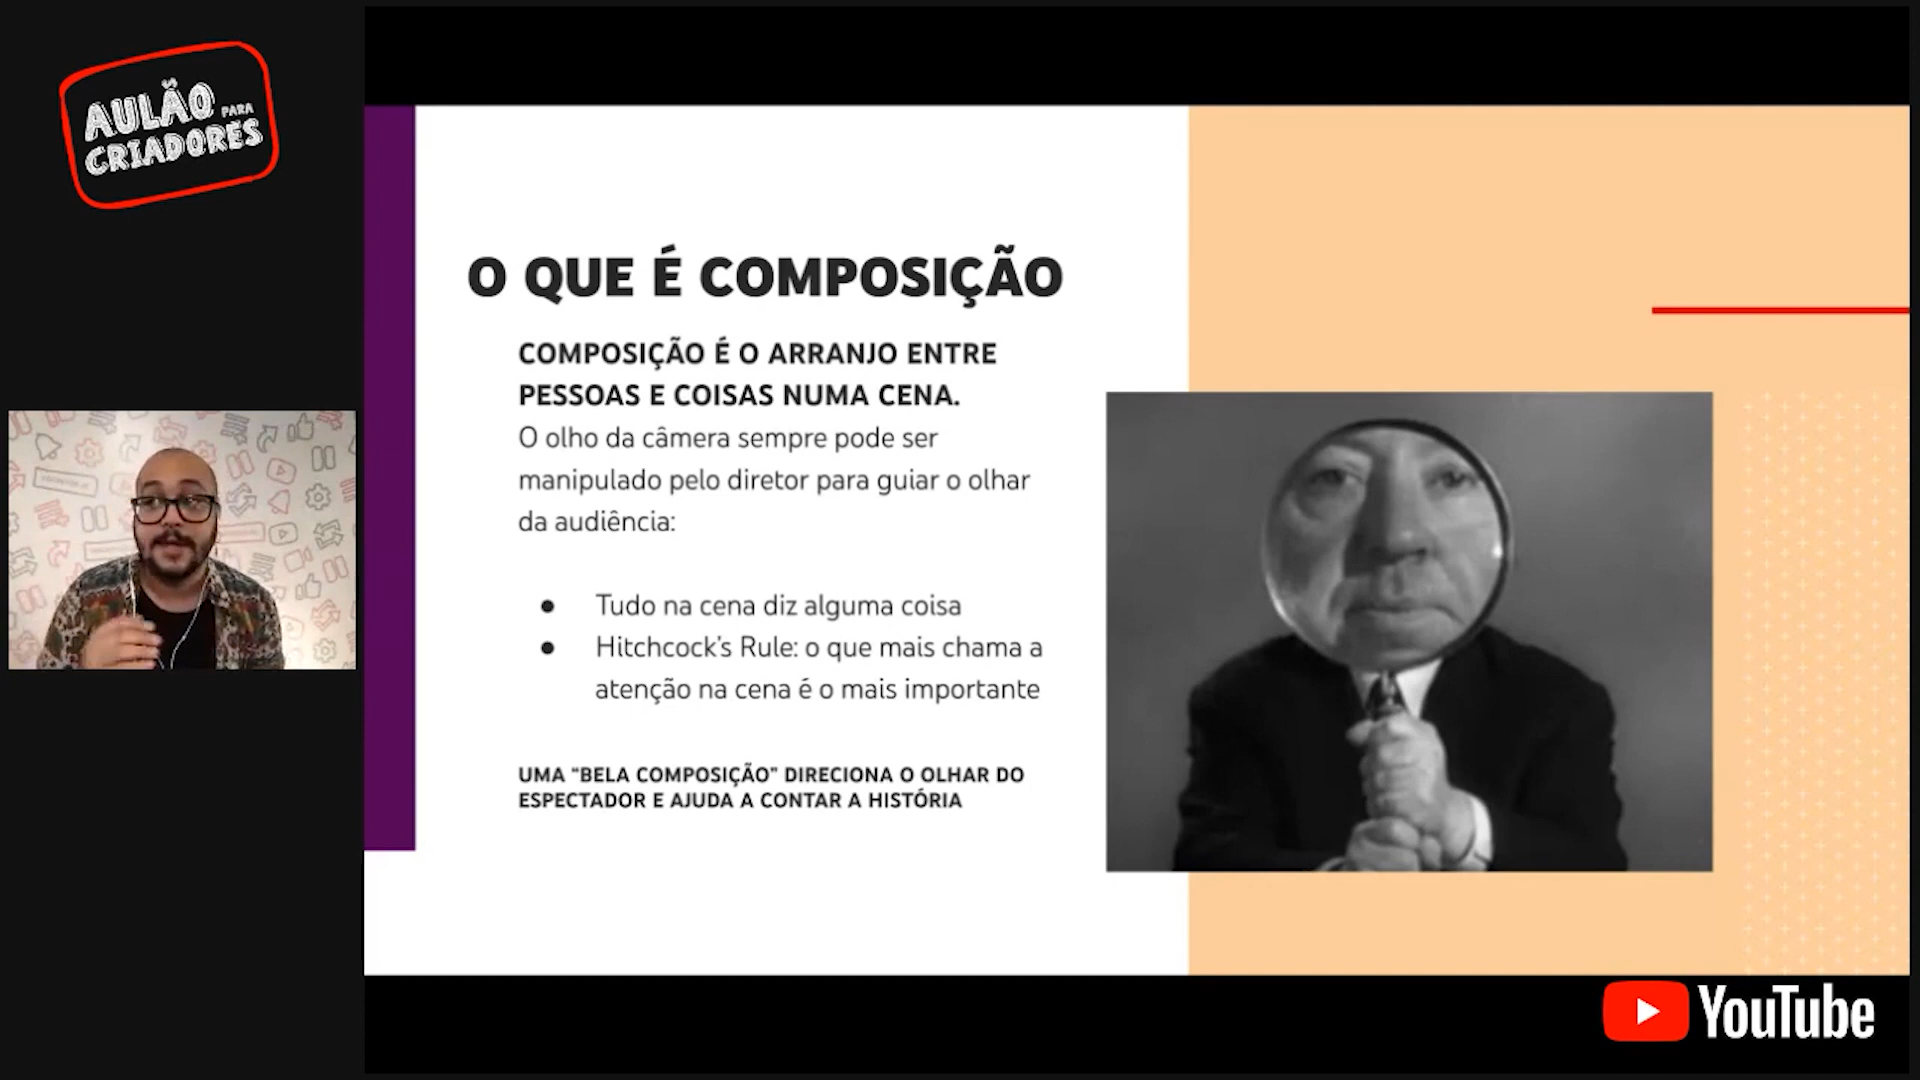 AULÃO PARA
CRIADORES
O QUE É COMPOSIÇÃO
COMPOSIÇÃO É O ARRANJO ENTRE
PESSOAS E COISAS NUMA CENA.
O olho da câmera sempre pode ser
manipulado pelo diretor para guiar o olhar
da audiência:
● Tudo na cena diz alguma coisa
● Hitchcock's Rule: o que mais chama a
atenção na cena é o mais importante
UMA "BELA COMPOSIÇÃO" DIRECIONA O OLHAR DO
ESPECTADOR E AJUDA A CONTAR A HISTÓRIA
YouTube